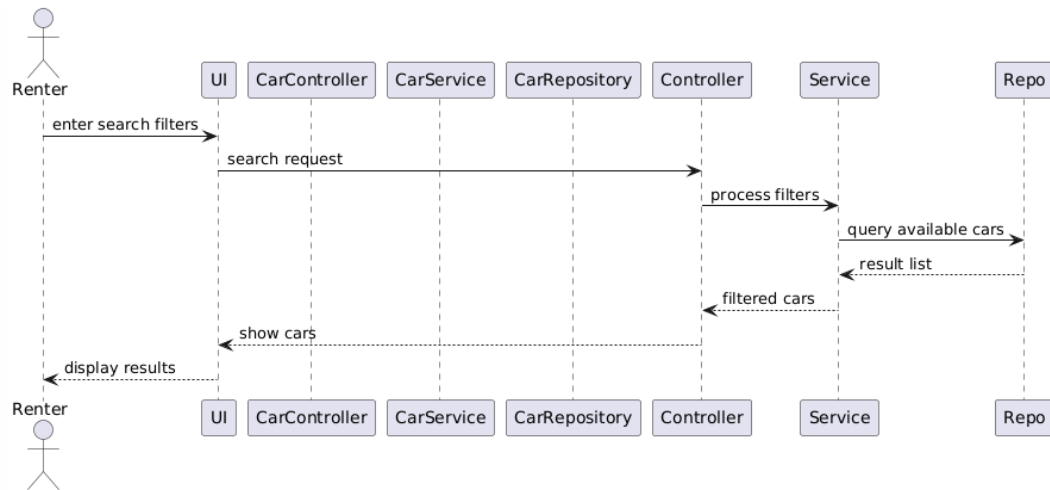 Renter
UI
CarController
CarService
CarRepository
Controller
Service
Repo
enter search filters
search request
process filters
query available cars
result list
filtered cars
show cars
display results
Renter
UI
CarController
CarService
CarRepository
Controller
Service
Repo